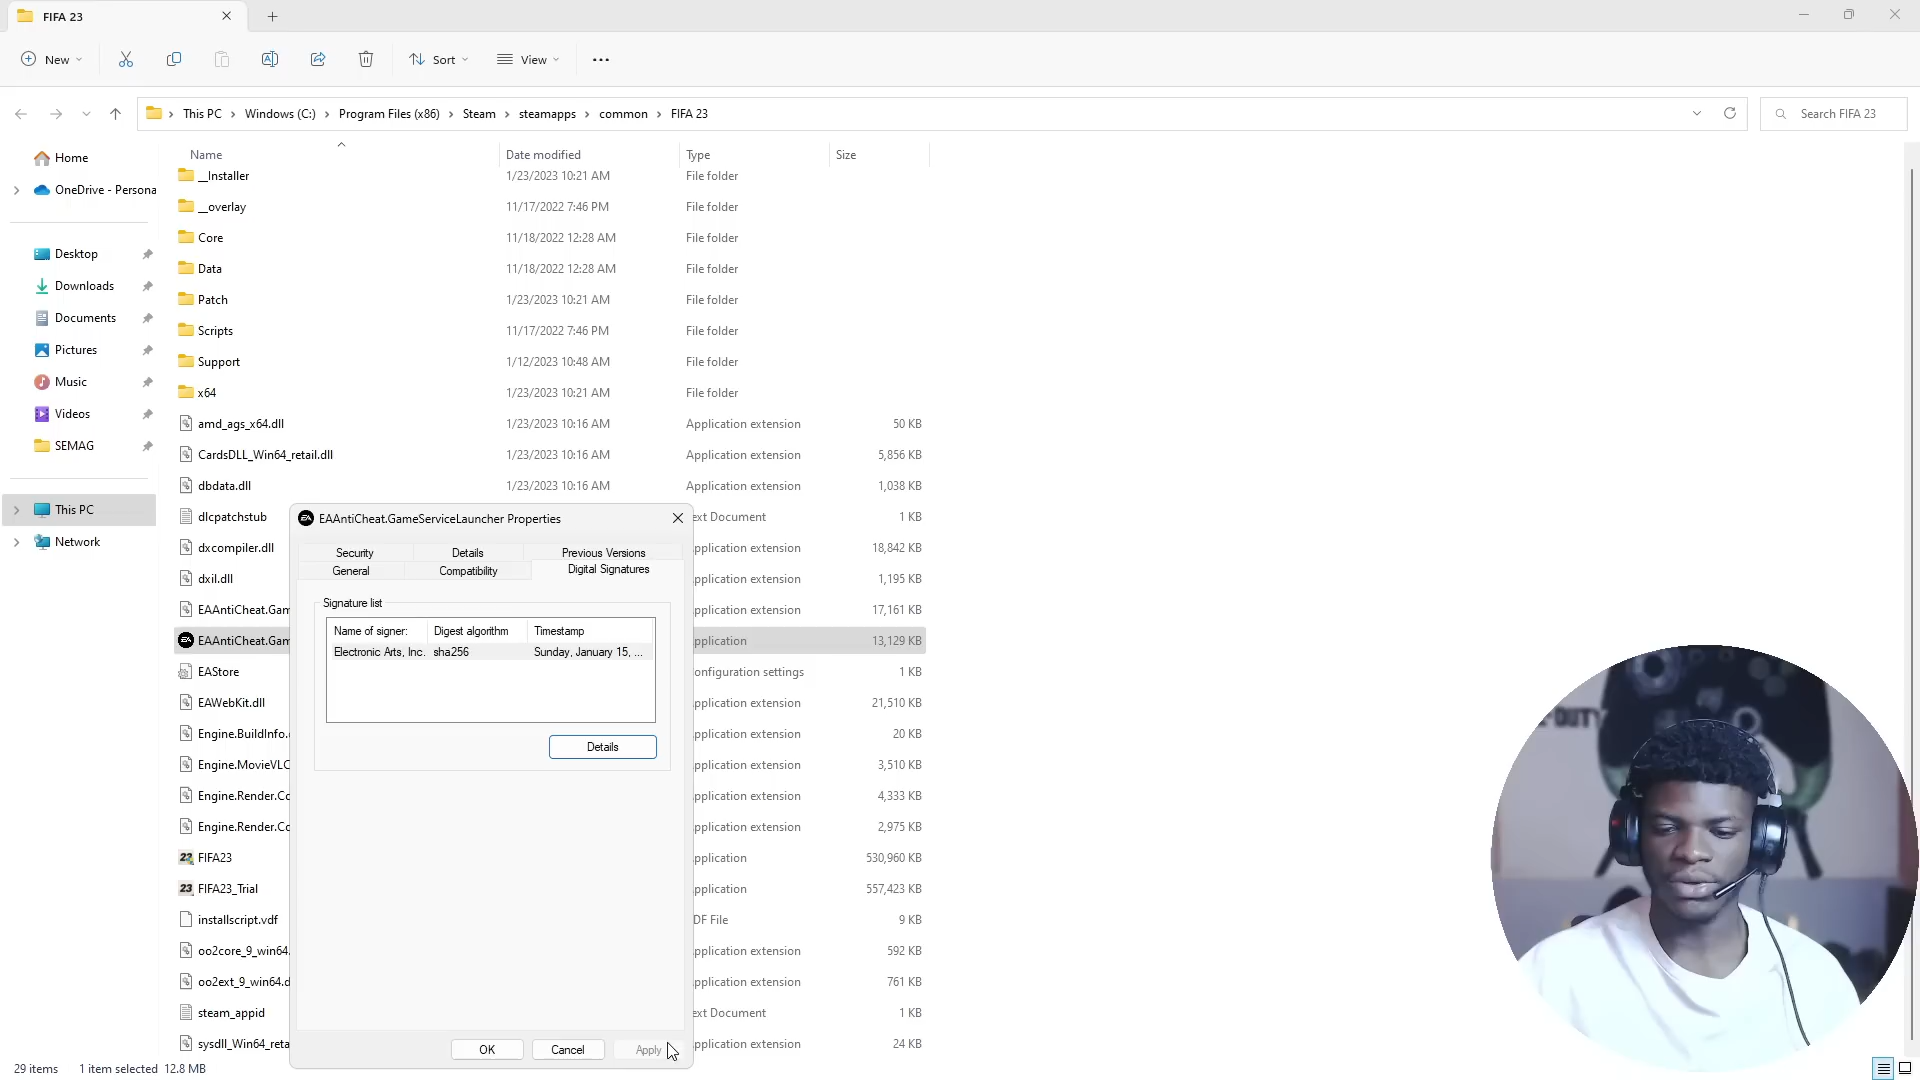 FIFA 23
New
Sort
View
This PC > Windows (C:) > Program Files (x86) > Steam > steamapps > common > FIFA 23
Search FIFA 23
Name Date modified Type Size
Home
OneDrive - Persona
Desktop
Downloads
Documents
Pictures
Music
Videos
SEMAG
This PC
Network
__Installer 1/23/2023 10:21 AM File folder
__overlay 11/17/2022 7:46 PM File folder
Core 11/18/2022 12:28 AM File folder
Data 11/18/2022 12:28 AM File folder
Patch 1/23/2023 10:21 AM File folder
Scripts 11/17/2022 7:46 PM File folder
Support 1/12/2023 10:48 AM File folder
x64 1/23/2023 10:21 AM File folder
amd_ags_x64.dll 1/23/2023 10:16 AM Application extension 50 KB
CardsDLL_Win64_retail.dll 1/23/2023 10:16 AM Application extension 5,856 KB
dbdata.dll 1/23/2023 10:16 AM Application extension 1,038 KB
dlcpatchstub ext Document 1 KB
dxcompiler.dll pplication extension 18,842 KB
dxil.dll pplication extension 1,195 KB
EAAntiCheat.Gam pplication extension 17,161 KB
EAAntiCheat.Gam pplication 13,129 KB
EAStore onfiguration settings 1 KB
EAWebKit.dll pplication extension 21,510 KB
Engine.BuildInfo. pplication extension 20 KB
Engine.MovieVLC pplication extension 3,510 KB
Engine.Render.Co pplication extension 4,333 KB
Engine.Render.Co pplication extension 2,975 KB
FIFA23 pplication 530,960 KB
FIFA23_Trial pplication 557,423 KB
installscript.vdf DF File 9 KB
oo2core_9_win64. pplication extension 592 KB
oo2ext_9_win64.d pplication extension 761 KB
steam_appid ext Document 1 KB
sysdll_Win64_reta pplication extension 24 KB
EAAntiCheat.GameServiceLauncher Properties
Security Details Previous Versions
General Compatibility Digital Signatures
Signature list
Name of signer: Digest algorithm Timestamp
Electronic Arts, Inc. sha256 Sunday, January 15, ...
Details
OK Cancel Apply
29 items 1 item selected 12.8 MB